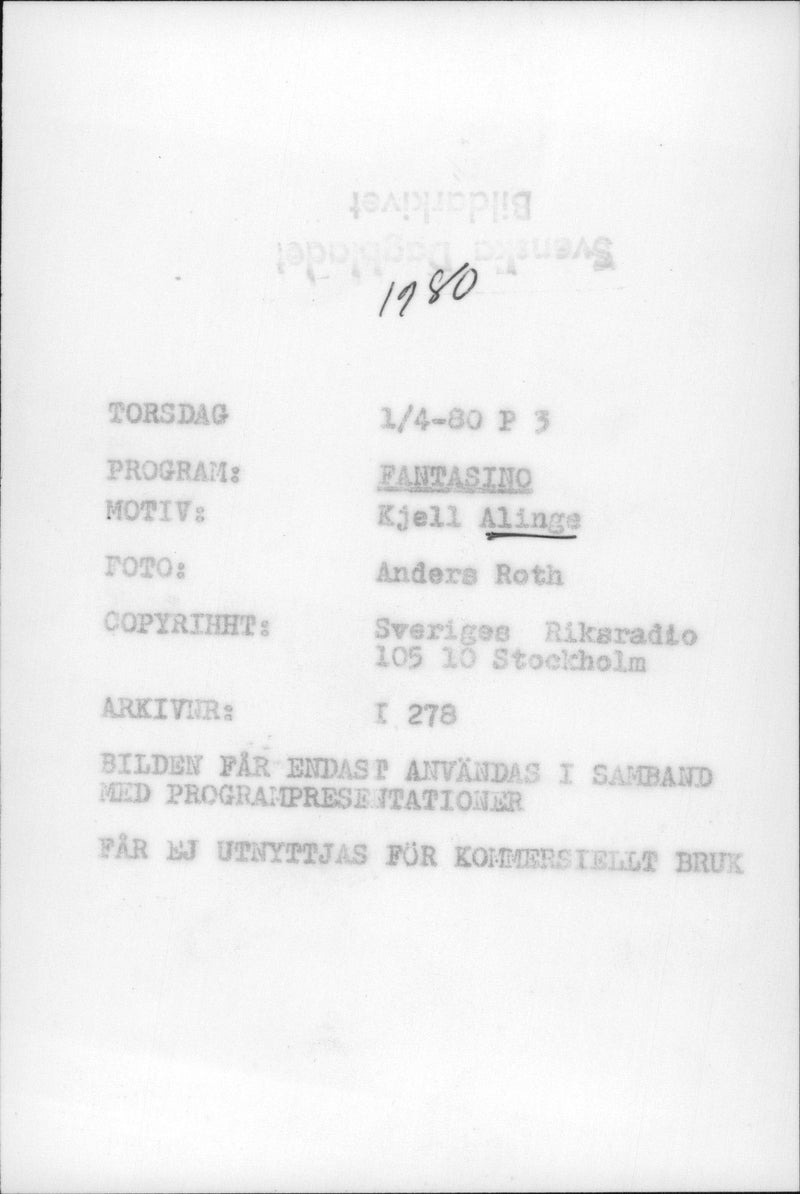 Svenska Dagbladet
Bildarkivet
1980
TORSDAG 1/4-80 P 3
PROGRAM: FANTASINO
MOTIV: Kjell Alinge
FOTO: Anders Roth
COPYRIHHT: Sveriges Riksradio
105 10 Stockholm
ARKIVNR: I 278
BILDEN FÅR ENDAST ANVÄNDAS I SAMBAND
MED PROGRAMPRESENTATIONER
FÅR EJ UTNYTTJAS FÖR KOMMERSIELLT BRUK